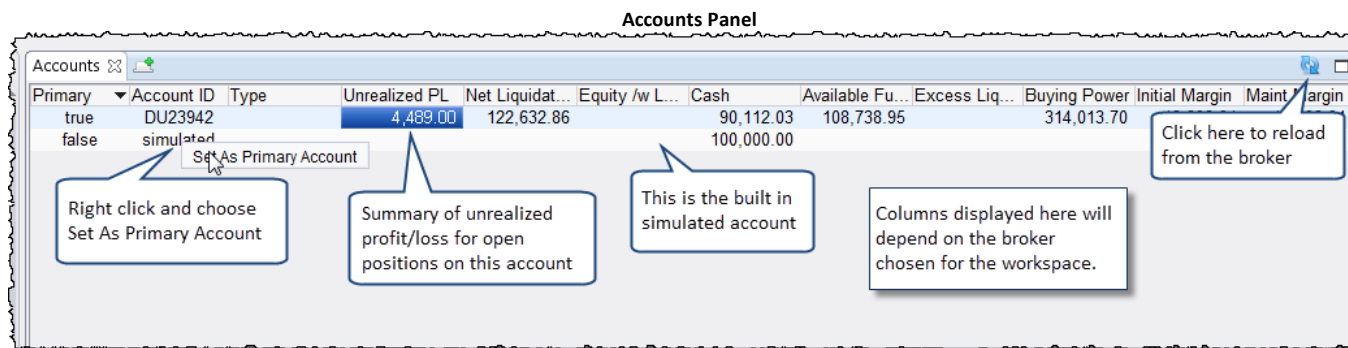 Accounts Panel
Accounts
Primary Account ID Type Unrealized PL Net Liquidat... Equity /w L... Cash Available Fu... Excess Liq... Buying Power Initial Margin Maint Margin
true DU23942 4,489.00 122,632.86 90,112.03 108,738.95 314,013.70
false simulated 100,000.00
Set As Primary Account
Click here to reload
from the broker
Right click and choose
Set As Primary Account
Summary of unrealized
profit/loss for open
positions on this account
This is the built in
simulated account
Columns displayed here will
depend on the broker
chosen for the workspace.